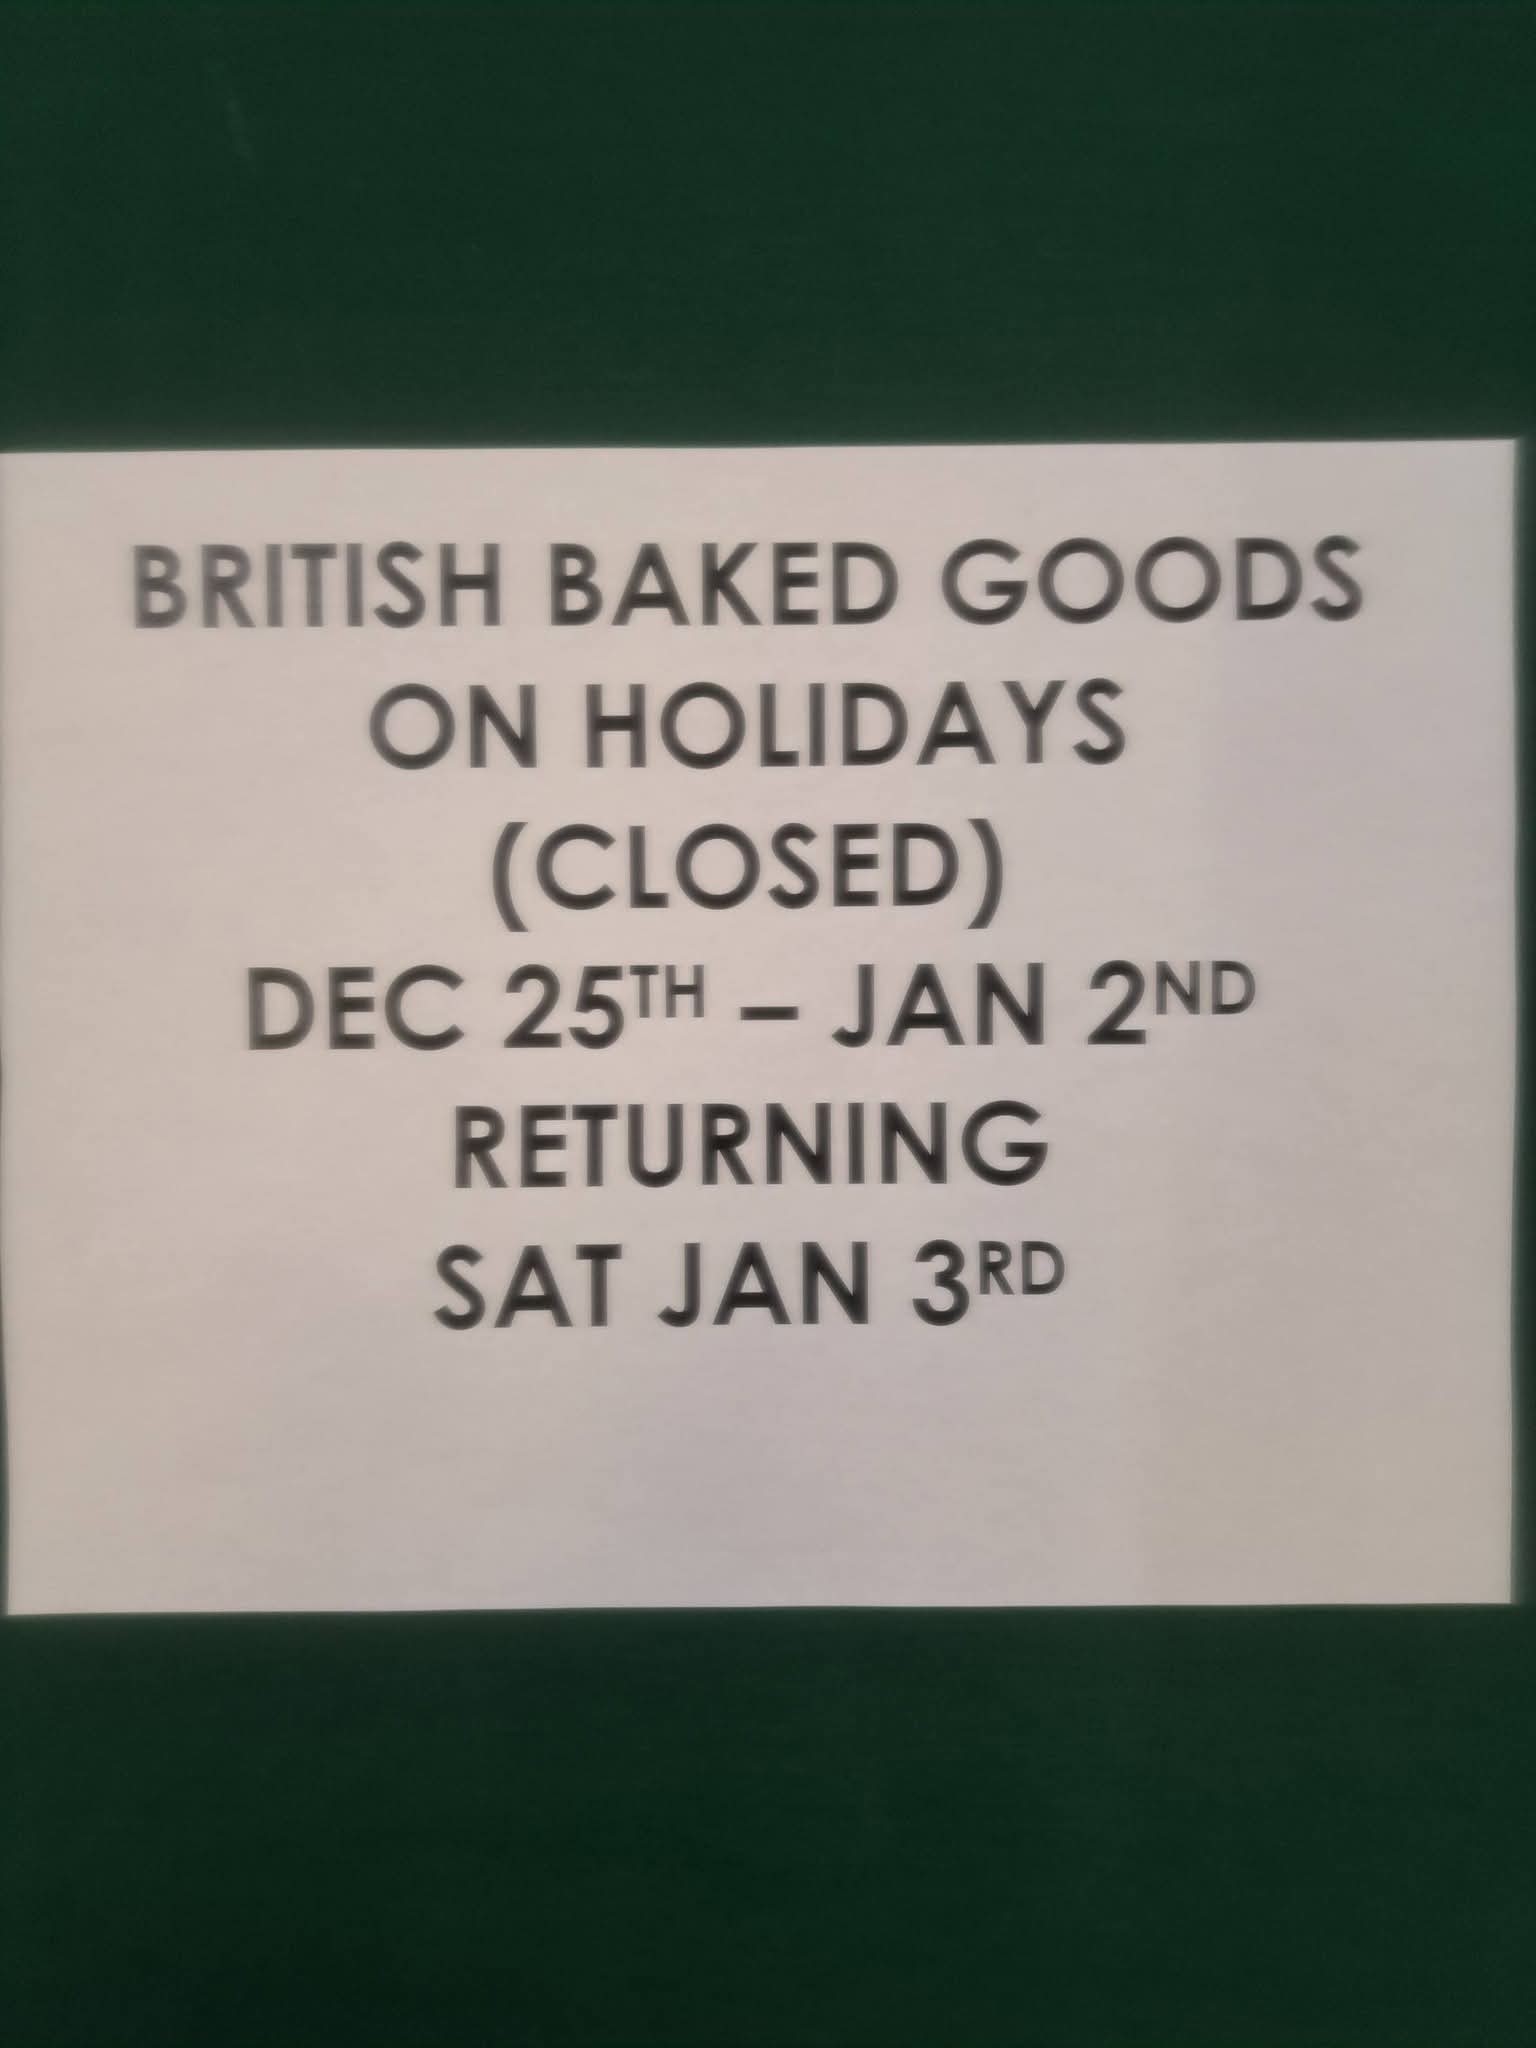 BRITISH BAKED GOODS
ON HOLIDAYS
(CLOSED)
DEC 25TH – JAN 2ND
RETURNING
SAT JAN 3RD